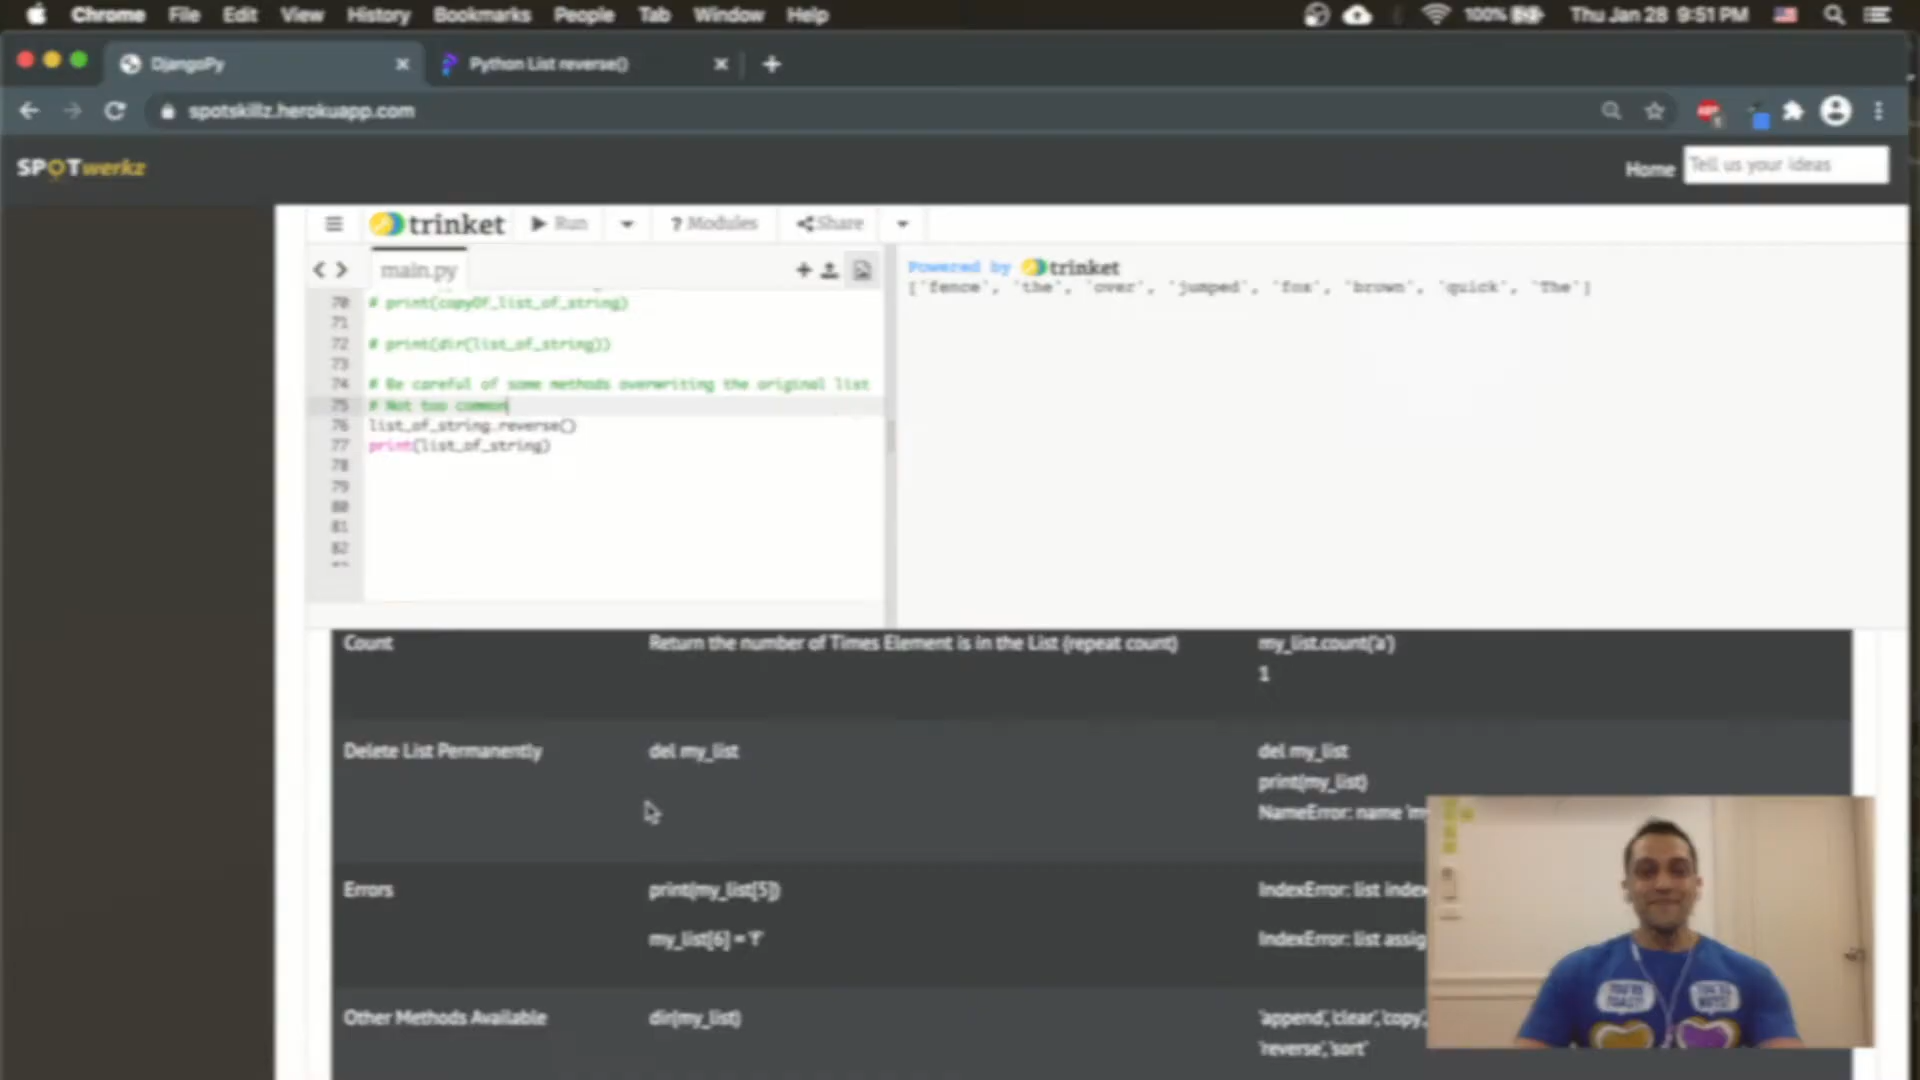 Chrome File Edit View History Bookmarks People Tab Window Help 100% Thu Jan 28 9:51 PM
DjangoPy Python List reverse()
spotskillz.herokuapp.com
SPOTwerkz Home Tell us your ideas
trinket Run ? Modules Share
main.py
Powered by trinket
['fence', 'the', 'over', 'jumped', 'fox', 'brown', 'quick', 'The']
70 # print(copyOf_list_of_string)
71
72 # print(dir(list_of_string))
73
74 # Be careful of some methods overwriting the original list
75 # Not too common
76 list_of_string.reverse()
77 print(list_of_string)
78
79
80
81
82
Count Return the number of Times Element is in the List (repeat count) my_list.count('a')
1
Delete List Permanently del my_list del my_list
print(my_list)
NameError: name 'my
Errors print(my_list[5]) IndexError: list index
my_list[6] = 'f' IndexError: list assig
Other Methods Available dir(my_list) 'append','clear','copy',
'reverse','sort'